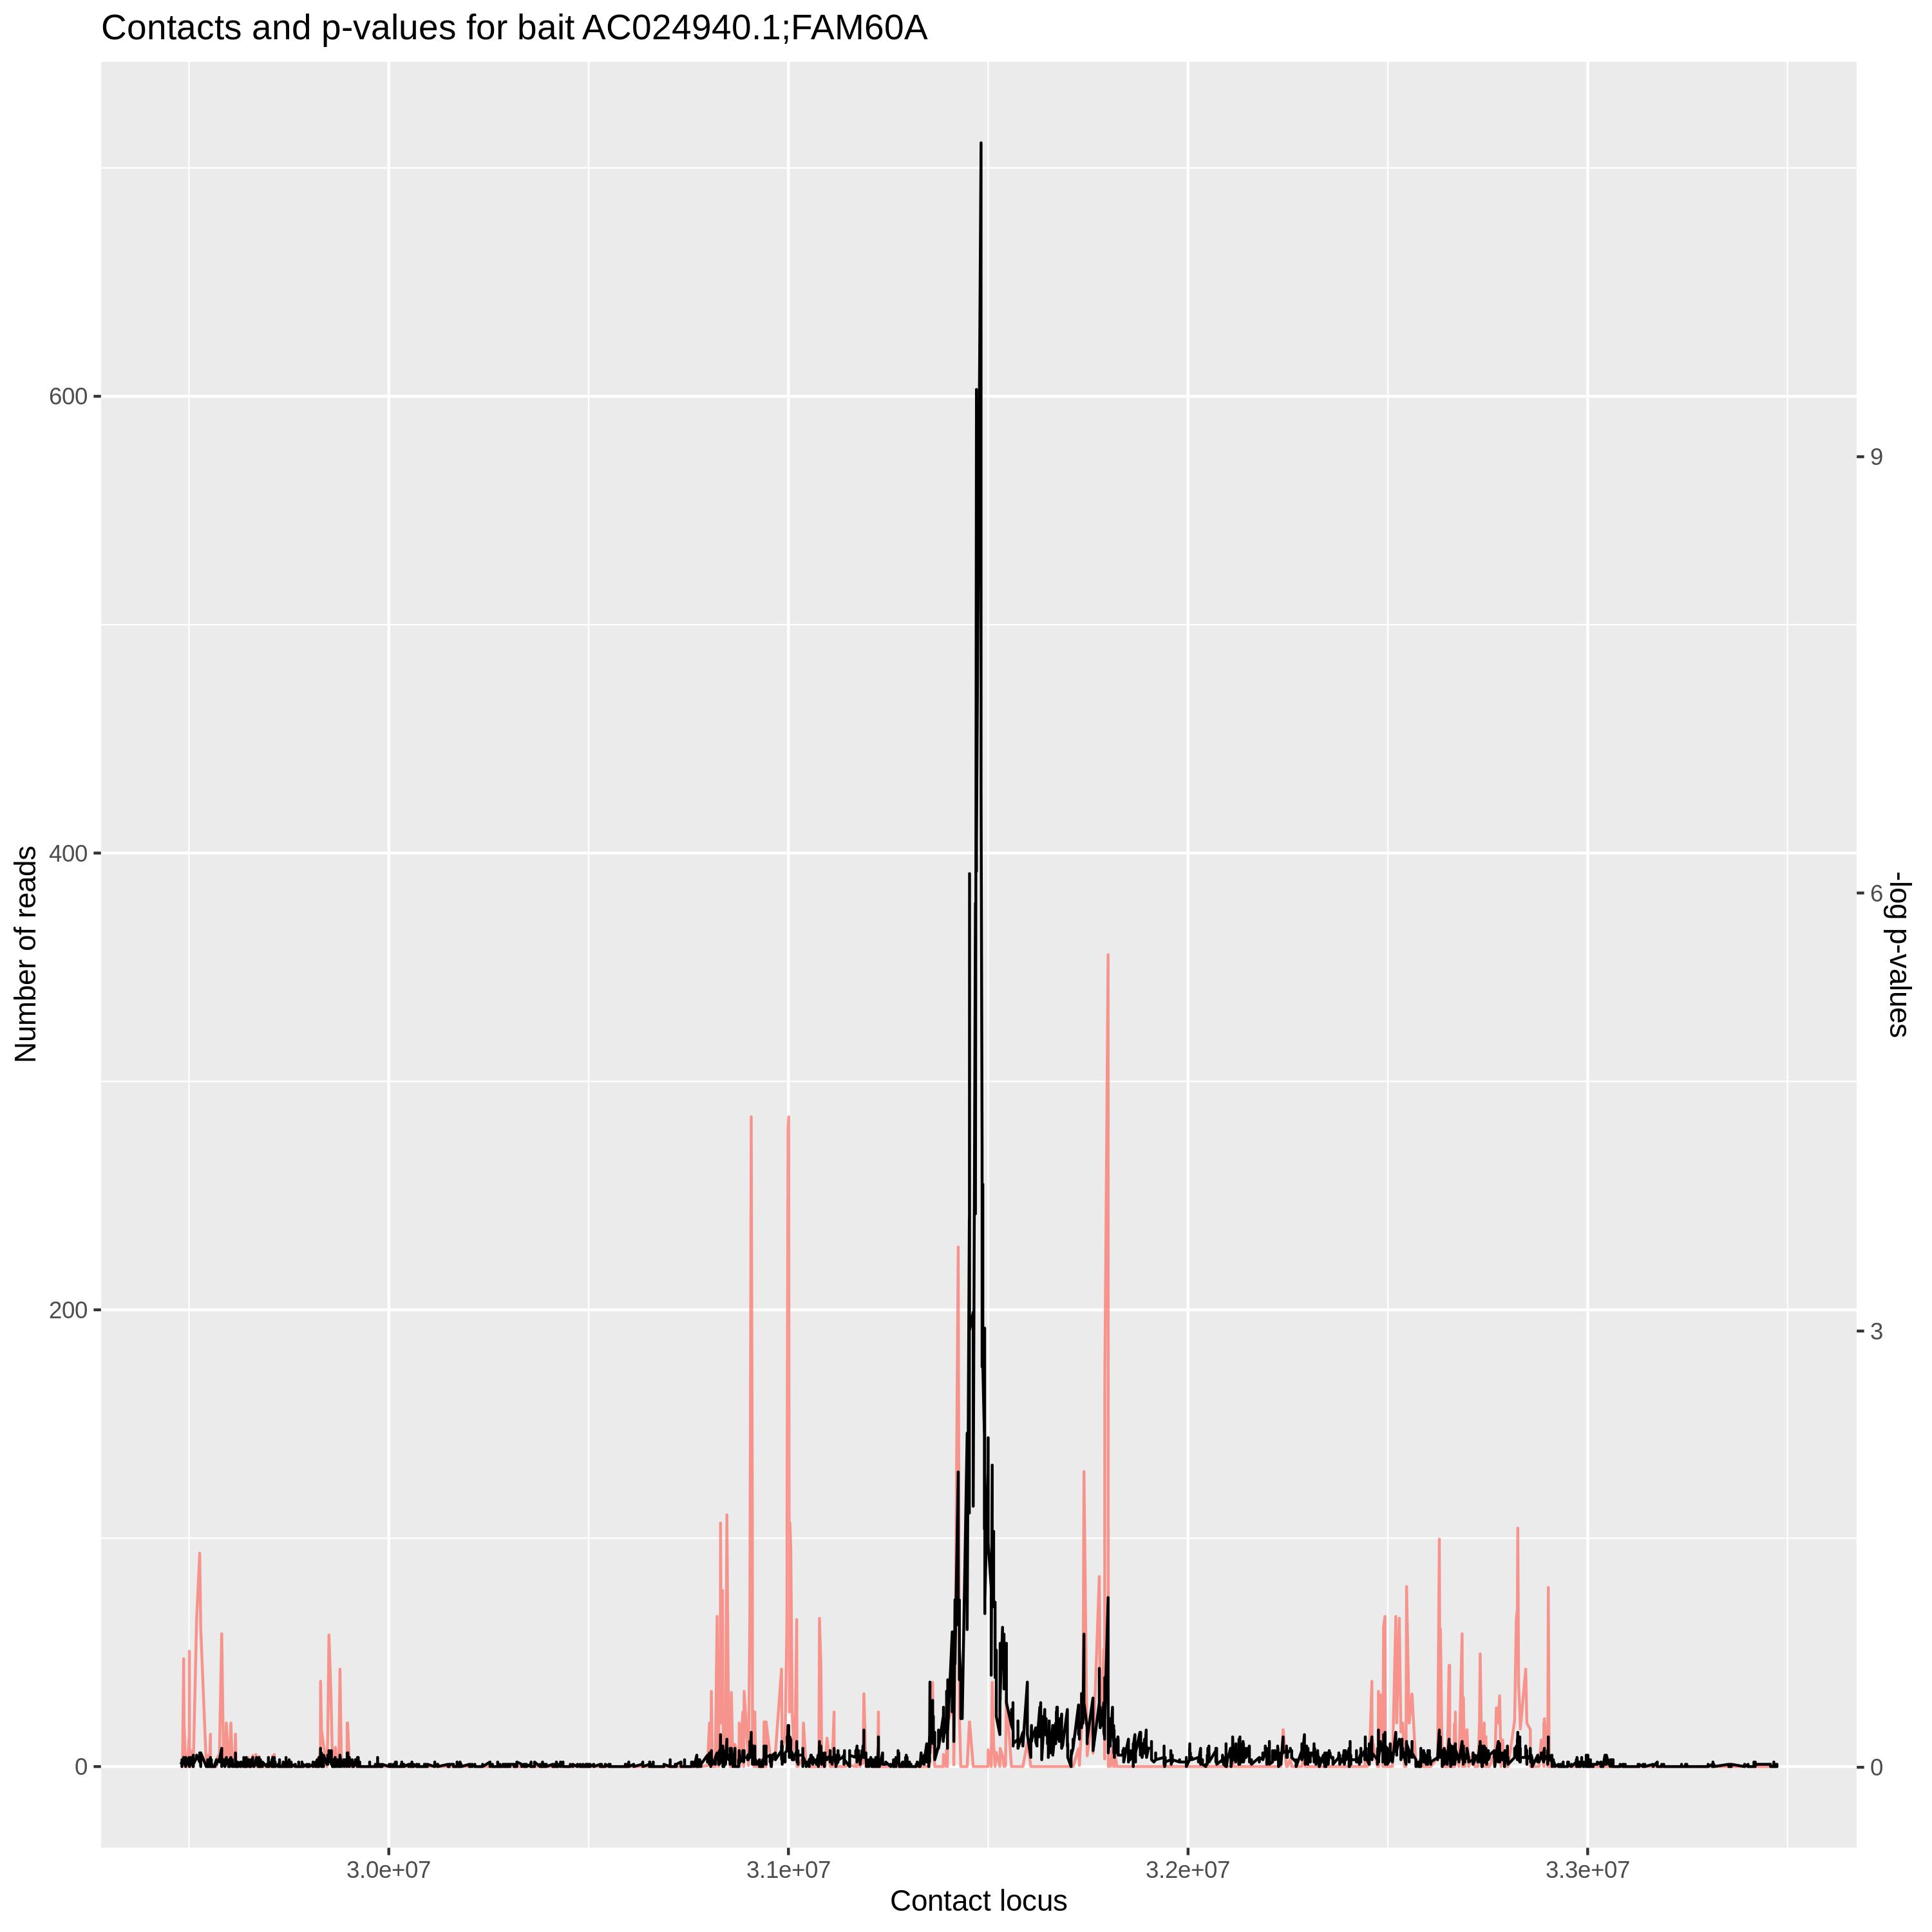 Contacts and p-values for bait AC024940.1;FAM60A
Number of reads
600
400
200
0
9
6
3
0
-log p-values
3.0e+07
3.1e+07
3.2e+07
3.3e+07
Contact locus